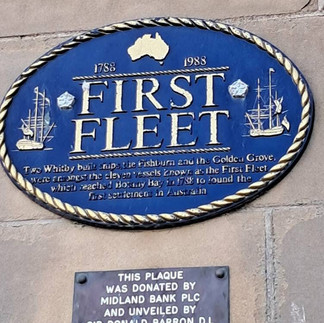 1788 1988
FIRST
FLEET
Two Whitby built ships the Fishburn and the Golden Grove,
were amongst the eleven vessels known as the First Fleet
which reached Botany Bay in 1788 to found the
first settlement in Australia
THIS PLAQUE
WAS DONATED BY
MIDLAND BANK PLC
AND UNVEILED BY
SIR DONALD BARRON D.L.